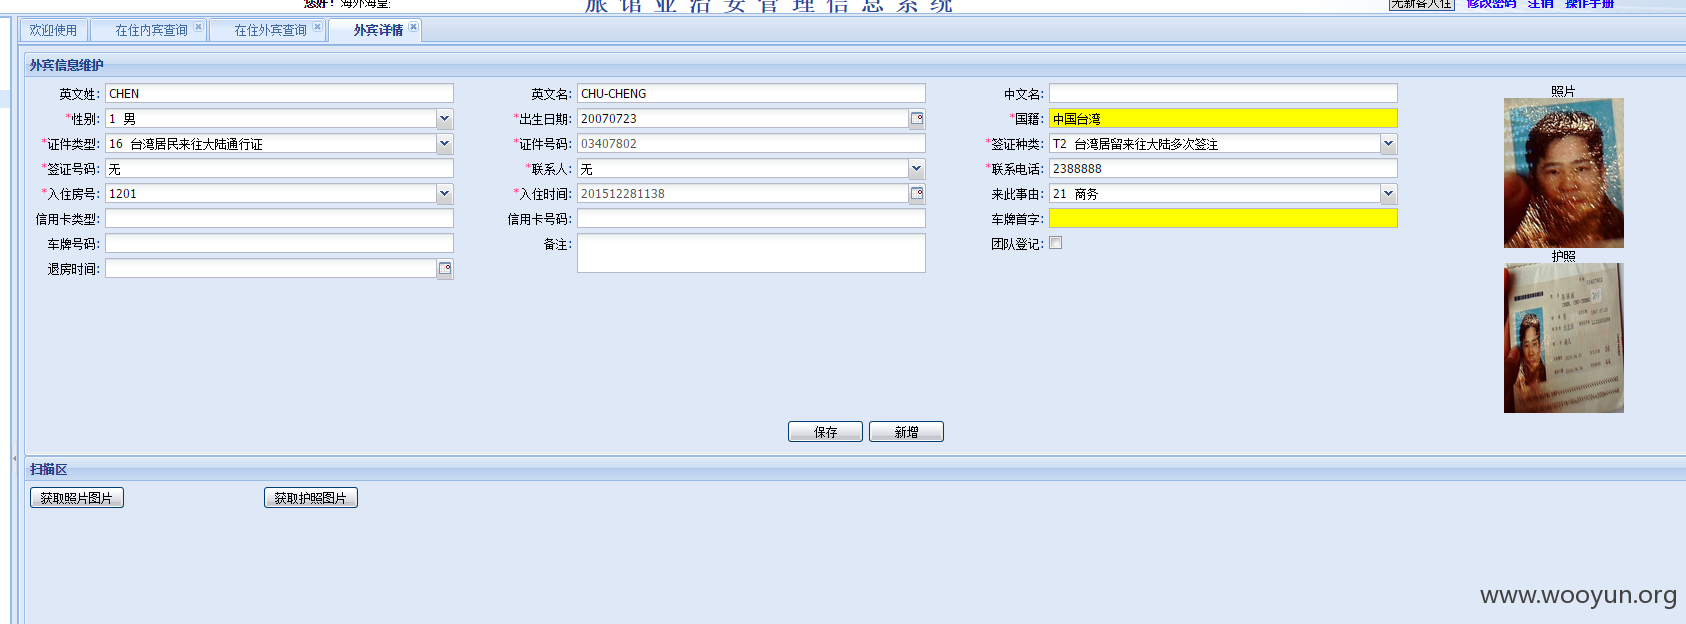 您好! 海外海皇: 旅馆业治安管理信息系统 无新客人住 修改密码 注销 操作手册
欢迎使用 在住内宾查询 在住外宾查询 外宾详情
外宾信息维护
英文姓: CHEN 英文名: CHU-CHENG 中文名: 照片
*性别: 1 男 *出生日期: 20070723 *国籍: 中国台湾
*证件类型: 16 台湾居民来往大陆通行证 *证件号码: 03407802 *签证种类: T2 台湾居留来往大陆多次签注
*签证号码: 无 *联系人: 无 *联系电话: 2388888
*入住房号: 1201 *入住时间: 201512281138 来此事由: 21 商务
信用卡类型: 信用卡号码: 车牌首字:
车牌号码: 备注: 团队登记:
护照
退房时间:
保存 新增
扫描区
获取照片图片 获取护照图片
www.wooyun.org